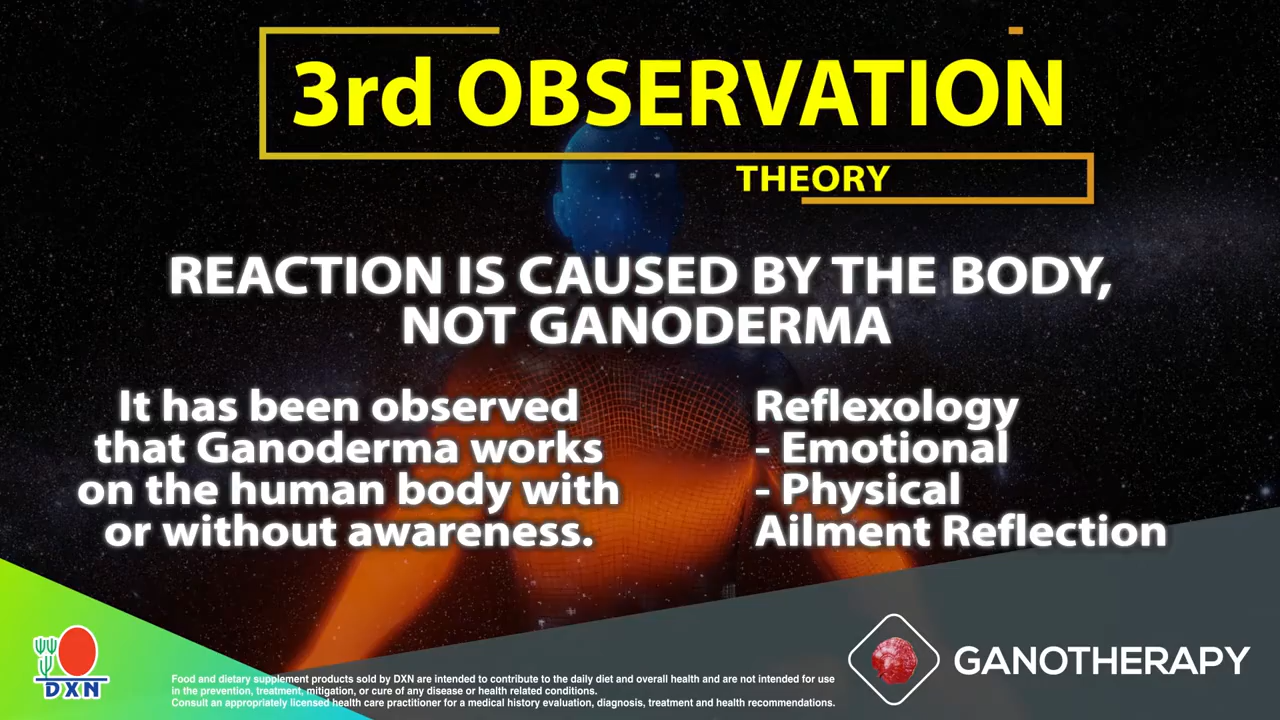 3rd OBSERVATION
THEORY
REACTION IS CAUSED BY THE BODY,
NOT GANODERMA
It has been observed
that Ganoderma works
on the human body with
or without awareness.
Reflexology
- Emotional
- Physical
Ailment Reflection
DXN
Food and dietary supplement products sold by DXN are intended to contribute to the daily diet and overall health and are not intended for use
in the prevention, treatment, mitigation, or cure of any disease or health related conditions.
Consult an appropriately licensed health care practitioner for a medical history evaluation, diagnosis, treatment and health recommendations.
GANOTHERAPY